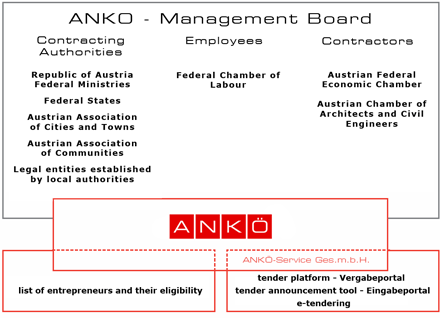 ANKO - Management Board
Contracting
Authorities
Republic of Austria
Federal Ministries
Federal States
Austrian Association
of Cities and Towns
Austrian Association
of Communities
Legal entities established
by local authorities
Employees
Federal Chamber of
Labour
Contractors
Austrian Federal
Economic Chamber
Austrian Chamber of
Architects and Civil
Engineers
ANKÖ
list of entrepreneurs and their eligibility
ANKÖ-Service Ges.m.b.H.
tender platform - Vergabeportal
tender announcement tool - Eingabeportal
e-tendering